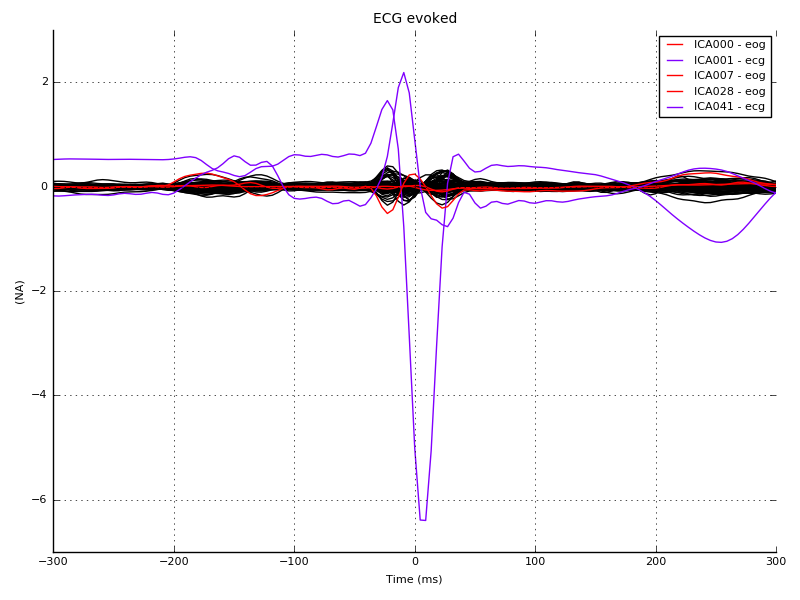 ECG evoked
ICA000 - eog
ICA001 - ecg
ICA007 - eog
ICA028 - eog
ICA041 - ecg
2
0
−2
−4
−6
(NA)
−300 −200 −100 0 100 200 300
Time (ms)